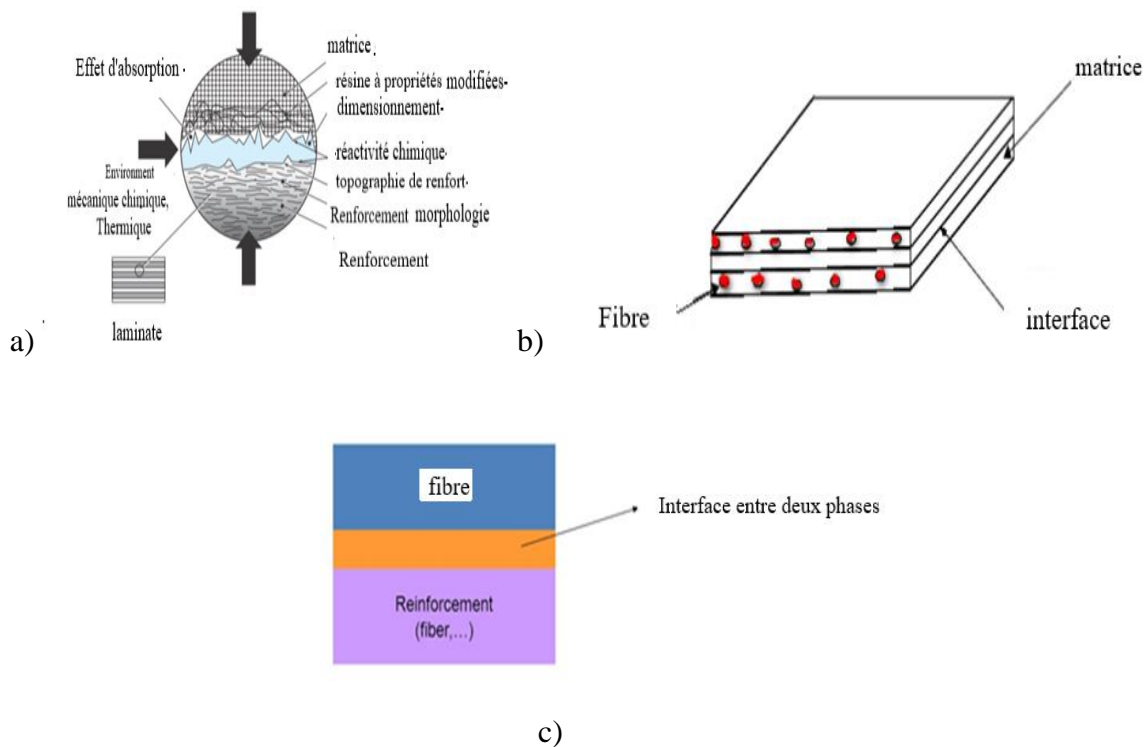 matrice .
Effet d'absorption -
résine à propriétés modifiées-
dimensionnement-
réactivité chimique-
topographie de renfort-
Environment
mécanique chimique,
Thermique
Renforcement morphologie
Renforcement
laminate
a)
matrice
Fibre
interface
b)
fibre
Interface entre deux phases
Reinforcement
(fiber,...)
c)